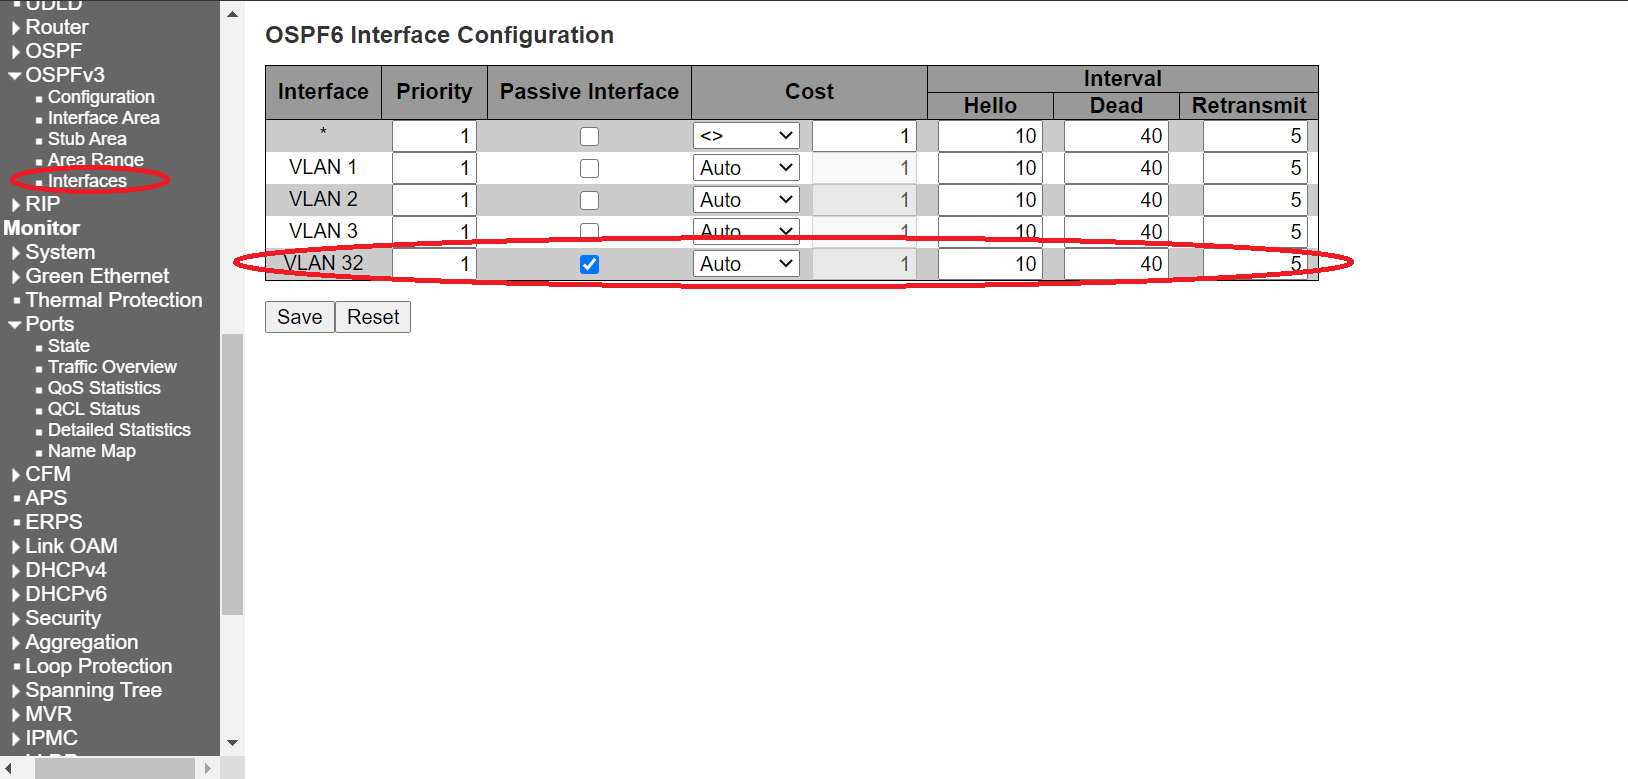 UDLD
Router
OSPF
OSPFv3
Configuration
Interface Area
Stub Area
Area Range
Interfaces
RIP
Monitor
System
Green Ethernet
Thermal Protection
Ports
State
Traffic Overview
QoS Statistics
QCL Status
Detailed Statistics
Name Map
CFM
APS
ERPS
Link OAM
DHCPv4
DHCPv6
Security
Aggregation
Loop Protection
Spanning Tree
MVR
IPMC
OSPF6 Interface Configuration
Interface Priority Passive Interface Cost Interval
Hello Dead Retransmit
* 1 <> 1 10 40 5
VLAN 1 1 Auto 1 10 40 5
VLAN 2 1 Auto 1 10 40 5
VLAN 3 1 Auto 1 10 40 5
VLAN 32 1 Auto 1 10 40 5
Save Reset